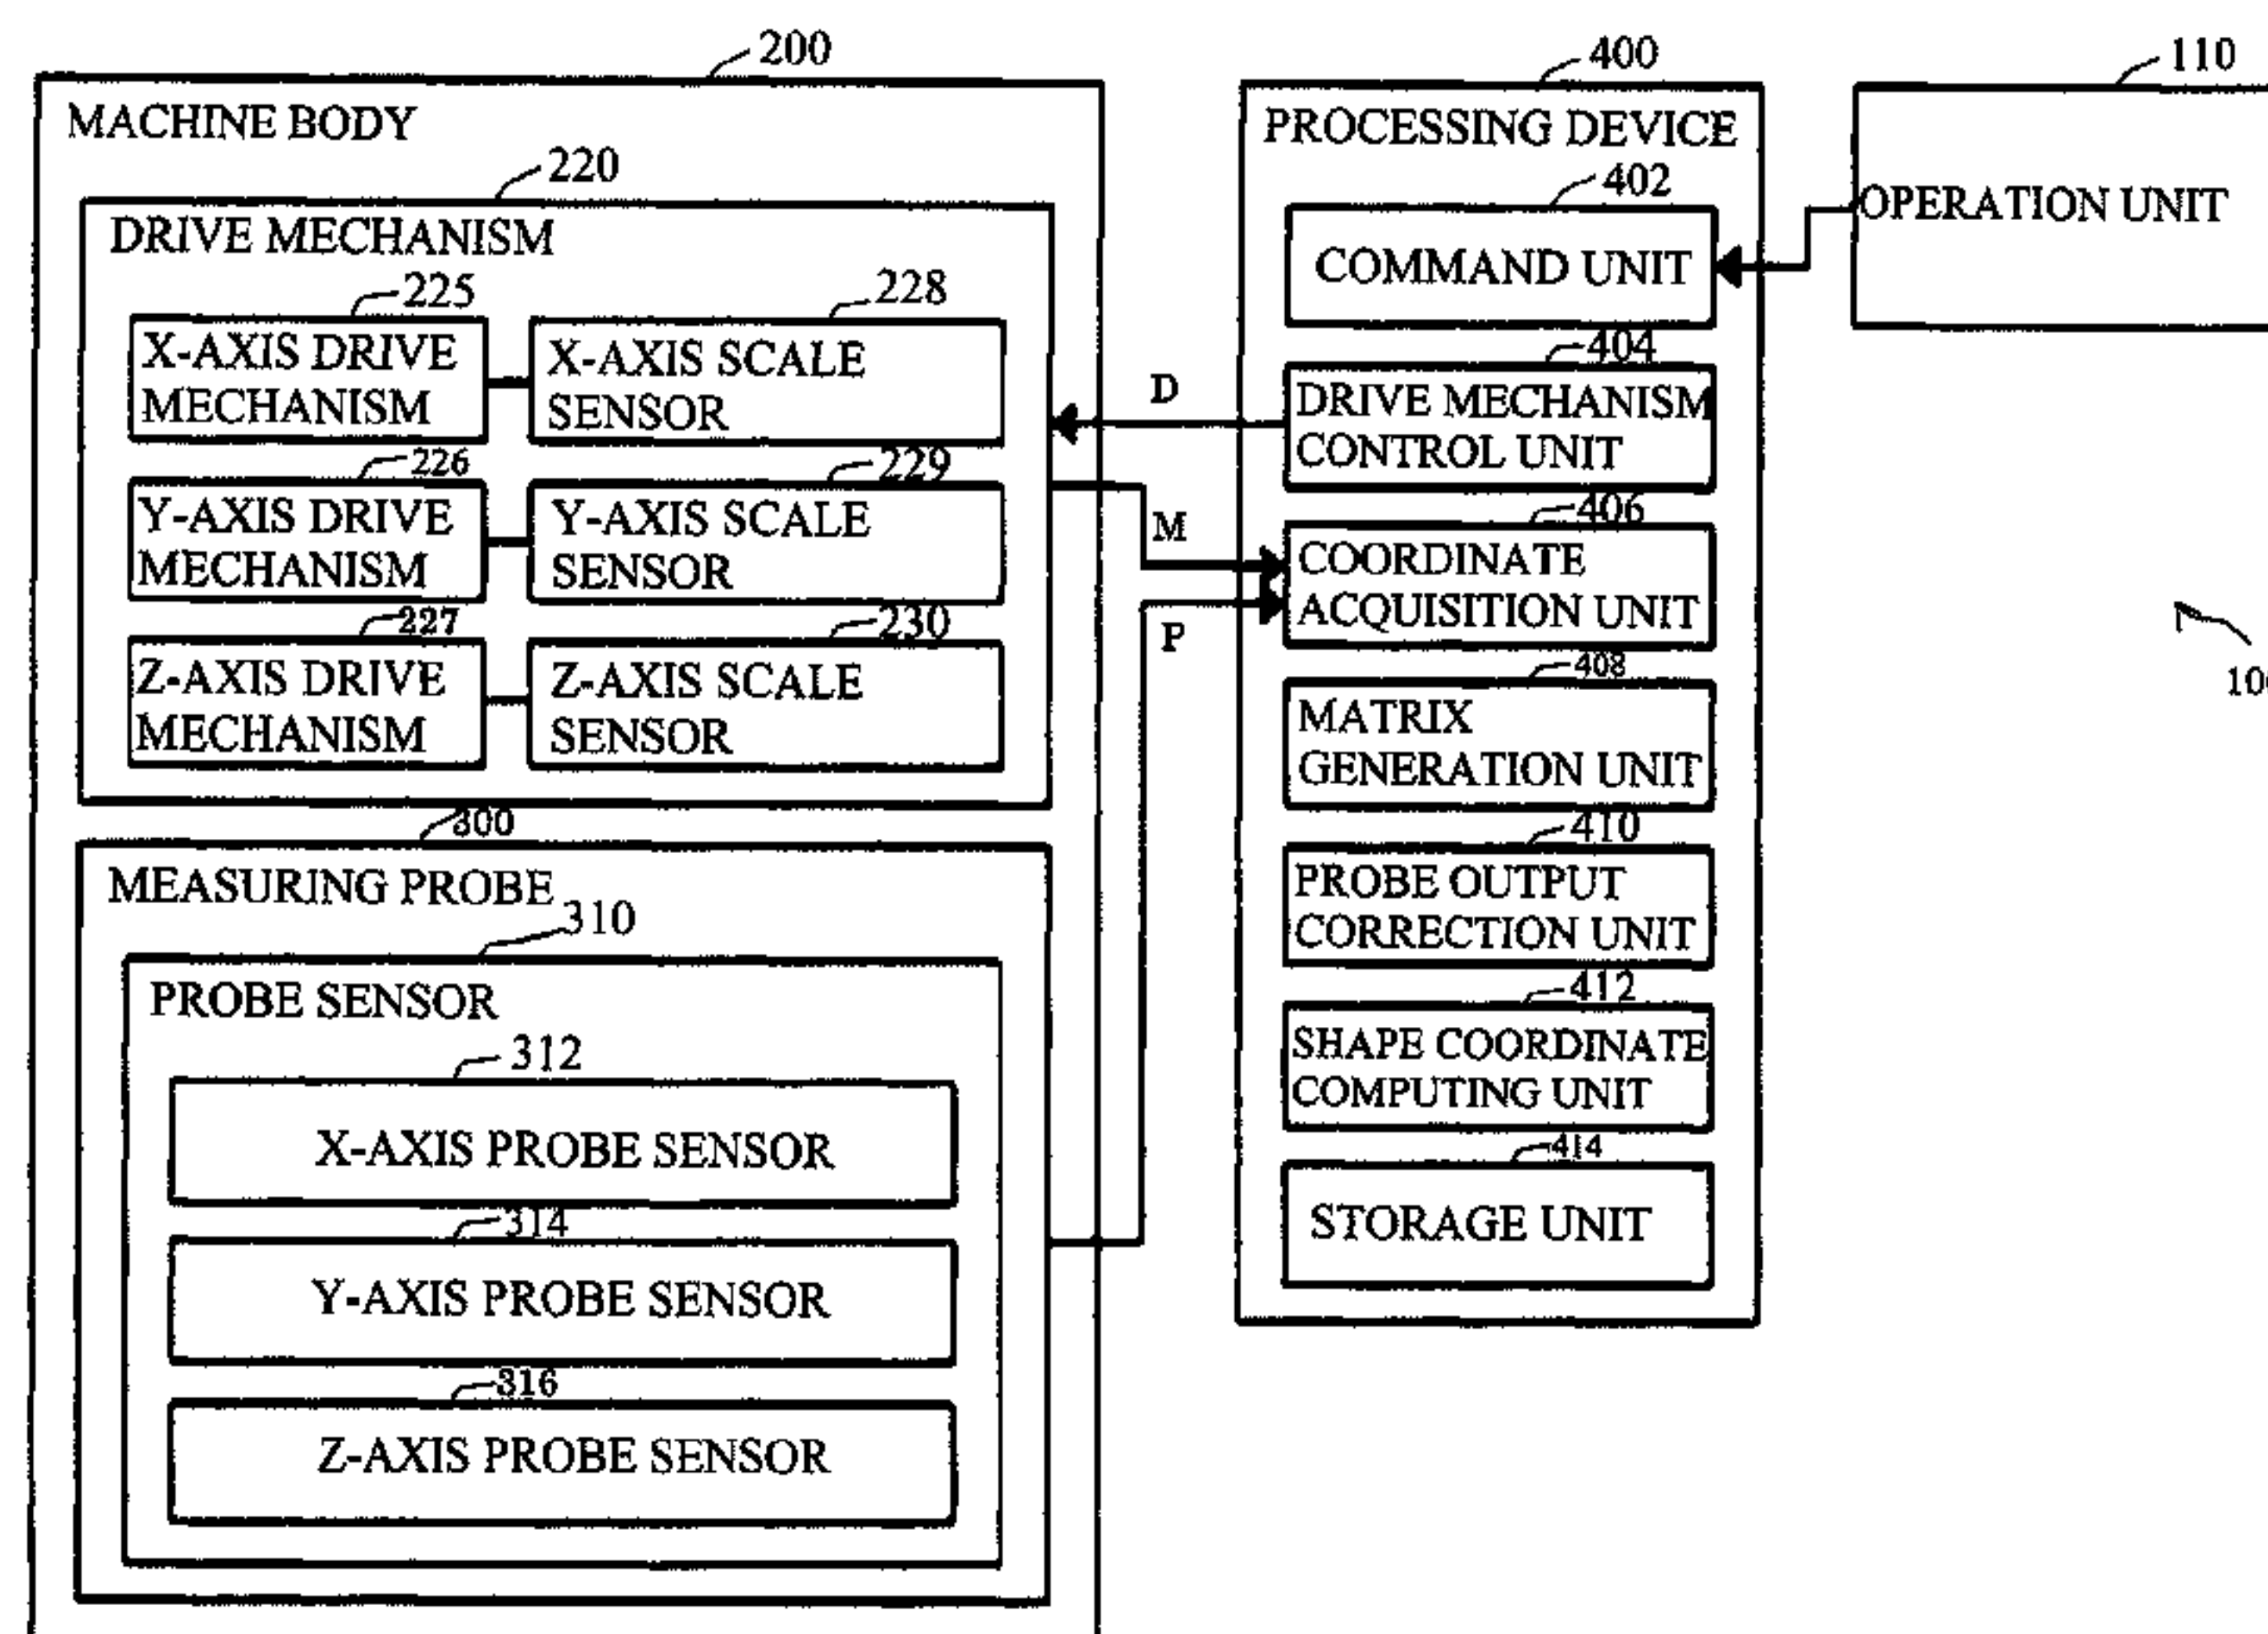 200
MACHINE BODY
220
DRIVE MECHANISM
225
X-AXIS DRIVE
MECHANISM
228
X-AXIS SCALE
SENSOR
226
Y-AXIS DRIVE
MECHANISM
229
Y-AXIS SCALE
SENSOR
227
Z-AXIS DRIVE
MECHANISM
230
Z-AXIS SCALE
SENSOR
300
MEASURING PROBE
310
PROBE SENSOR
312
X-AXIS PROBE SENSOR
314
Y-AXIS PROBE SENSOR
316
Z-AXIS PROBE SENSOR
D
M
P
400
PROCESSING DEVICE
402
COMMAND UNIT
404
DRIVE MECHANISM
CONTROL UNIT
406
COORDINATE
ACQUISITION UNIT
408
MATRIX
GENERATION UNIT
410
PROBE OUTPUT
CORRECTION UNIT
412
SHAPE COORDINATE
COMPUTING UNIT
414
STORAGE UNIT
110
OPERATION UNIT